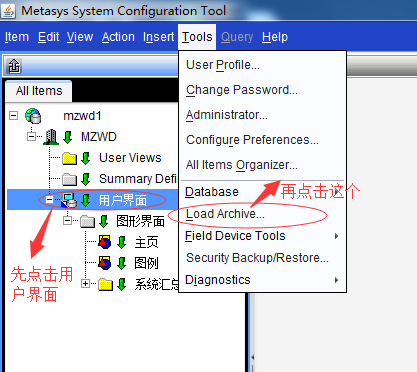 Metasys System Configuration Tool
Item Edit View Action Insert Tools Query Help
All Items
mzwd1
MZWD
User Views
Summary Defi
用户界面
图形界面
主页
图例
系统汇总
User Profile...
Change Password...
Administrator...
Configure Preferences...
All Items Organizer...
Database
Load Archive...
Field Device Tools
Security Backup/Restore...
Diagnostics
再点击这个
先点击用
户界面